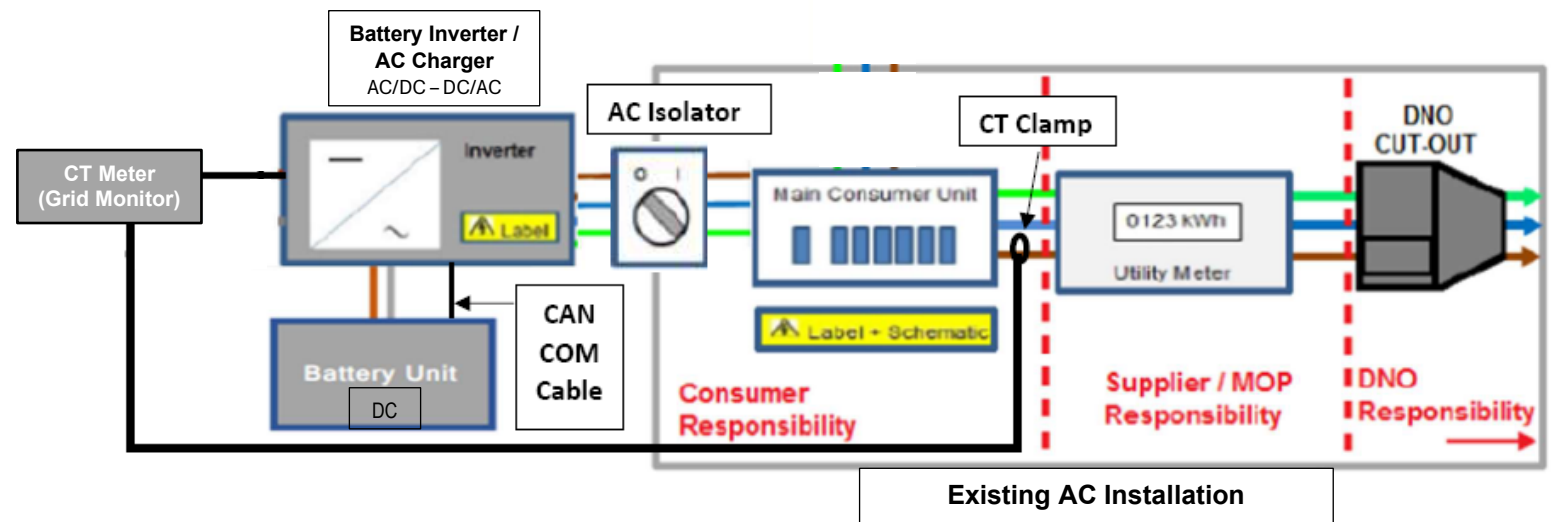 Battery Inverter /
AC Charger
AC/DC – DC/AC
AC Isolator
CT Clamp
DNO
CUT-OUT
CT Meter
(Grid Monitor)
Inverter
Label
O I
Main Consumer Unit
0123 KWh
Utility Meter
CAN
COM
Cable
Label + Schematic
Battery Unit
DC
Consumer
Responsibility
Supplier / MOP
Responsibility
DNO
Responsibility
Existing AC Installation